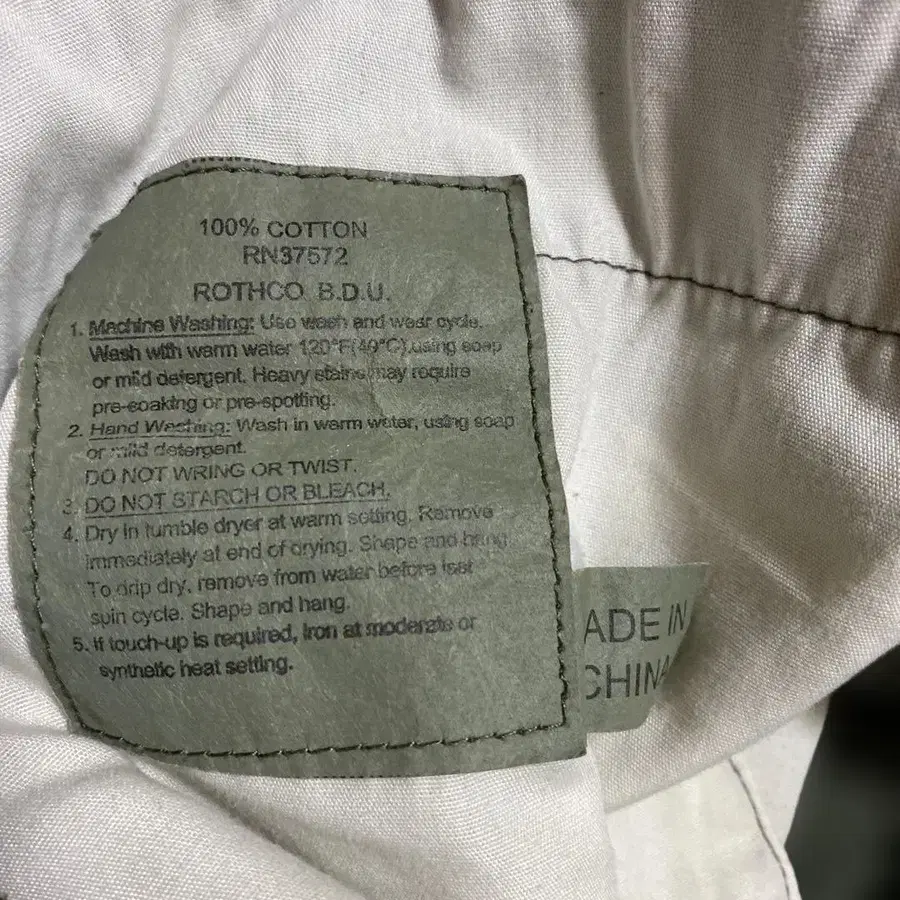 100% COTTON
RN37572
ROTHCO B.D.U.
1. Machine Washing: Use wash and wear cycle.
Wash with warm water 120°F(49°C).using soap
or mild detergent. Heavy stains may require
pre-soaking or pre-spotting.
2. Hand Washing: Wash in warm water, using soap
or mild detergent.
DO NOT WRING OR TWIST.
3. DO NOT STARCH OR BLEACH.
4. Dry in tumble dryer at warm setting. Remove
immediately at end of drying. Shape and hang.
To drip dry, remove from water before last
spin cycle. Shape and hang.
5. If touch-up is required, Iron at moderate or
synthetic heat setting.
ADE IN
CHINA